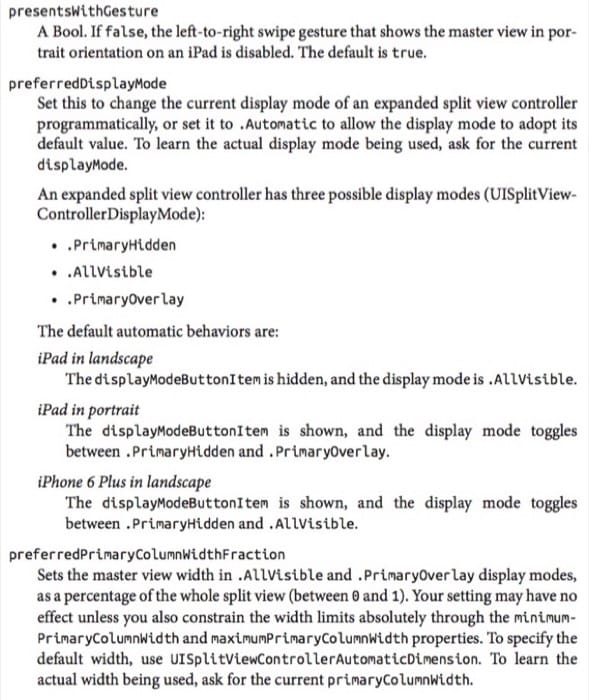 presentsWithGesture
A Bool. If false, the left-to-right swipe gesture that shows the master view in por-
trait orientation on an iPad is disabled. The default is true.
preferredDisplayMode
Set this to change the current display mode of an expanded split view controller
programmatically, or set it to .Automatic to allow the display mode to adopt its
default value. To learn the actual display mode being used, ask for the current
displayMode.
An expanded split view controller has three possible display modes (UISplitView-
ControllerDisplayMode):
• .PrimaryHidden
• .AllVisible
• .PrimaryOverlay
The default automatic behaviors are:
iPad in landscape
The displayModeButtonItem is hidden, and the display mode is .AllVisible.
iPad in portrait
The displayModeButtonItem is shown, and the display mode toggles
between .PrimaryHidden and .PrimaryOverlay.
iPhone 6 Plus in landscape
The displayModeButtonItem is shown, and the display mode toggles
between .PrimaryHidden and .AllVisible.
preferredPrimaryColumnWidthFraction
Sets the master view width in .AllVisible and .PrimaryOverlay display modes,
as a percentage of the whole split view (between 0 and 1). Your setting may have no
effect unless you also constrain the width limits absolutely through the minimum-
PrimaryColumnWidth and maximumPrimaryColumnWidth properties. To specify the
default width, use UISplitViewControllerAutomaticDimension. To learn the
actual width being used, ask for the current primaryColumnWidth.